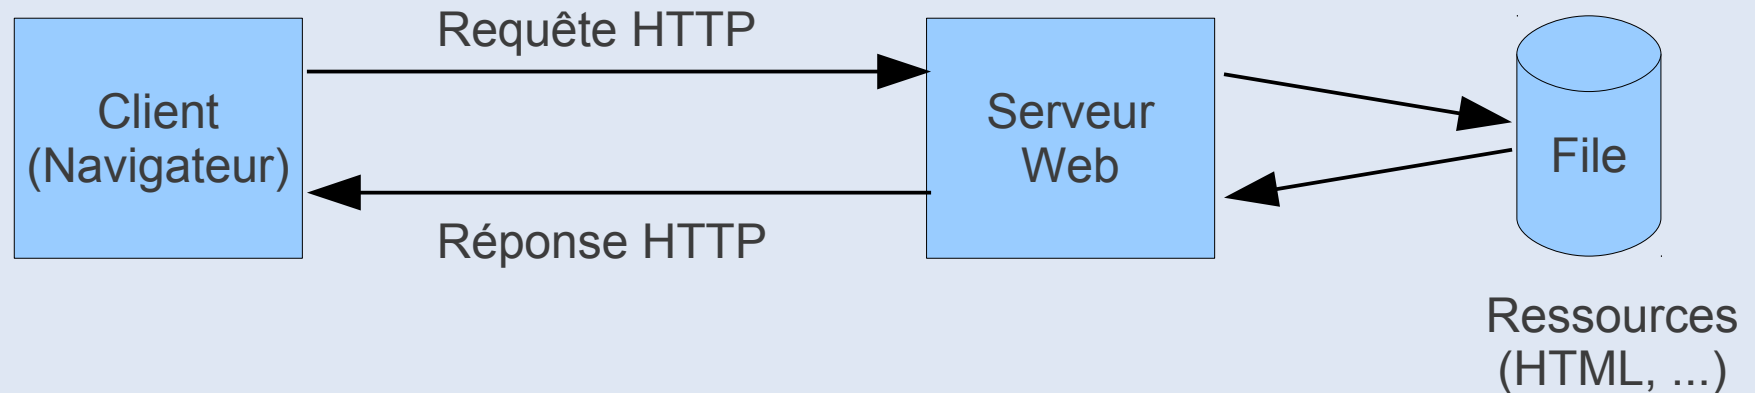 Requête HTTP
Client
(Navigateur)
Serveur
Web
File
Réponse HTTP
Ressources
(HTML, ...)